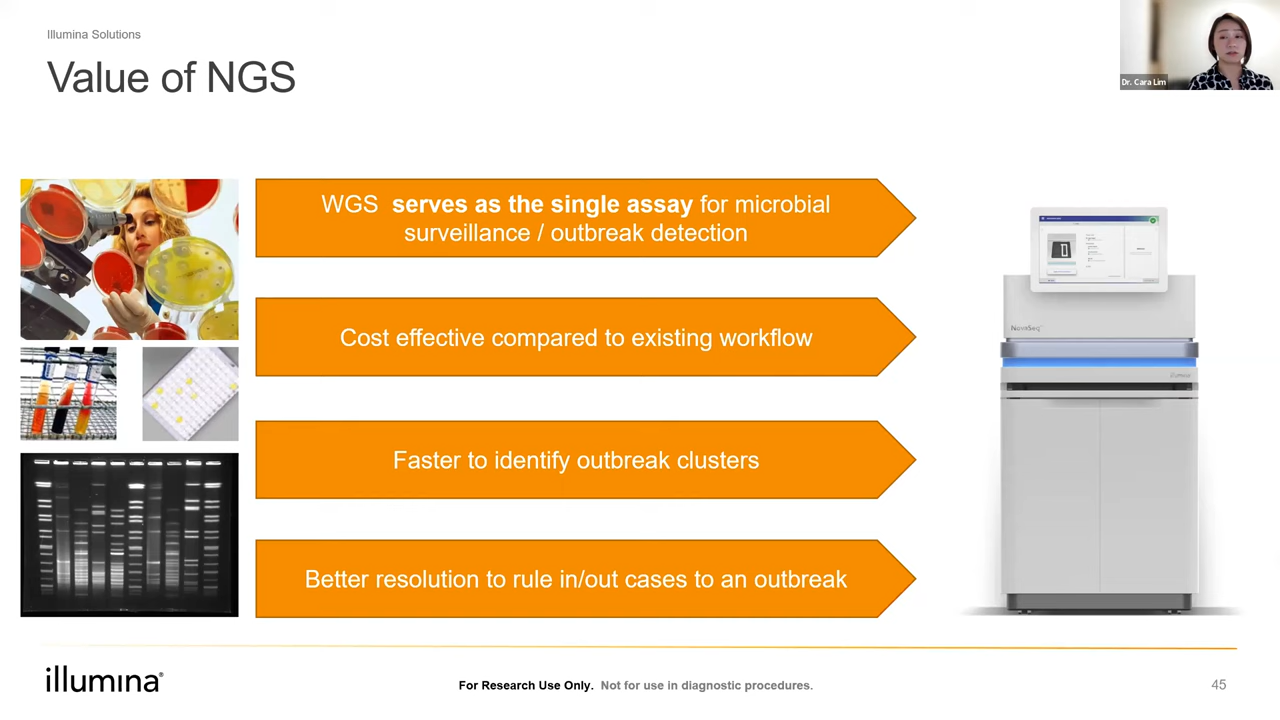 Illumina Solutions
Value of NGS
Dr. Cara Lim
WGS serves as the single assay for microbial
surveillance / outbreak detection
Cost effective compared to existing workflow
Faster to identify outbreak clusters
Better resolution to rule in/out cases to an outbreak
NovaSeq™
illumina
illumina®
For Research Use Only. Not for use in diagnostic procedures.
45